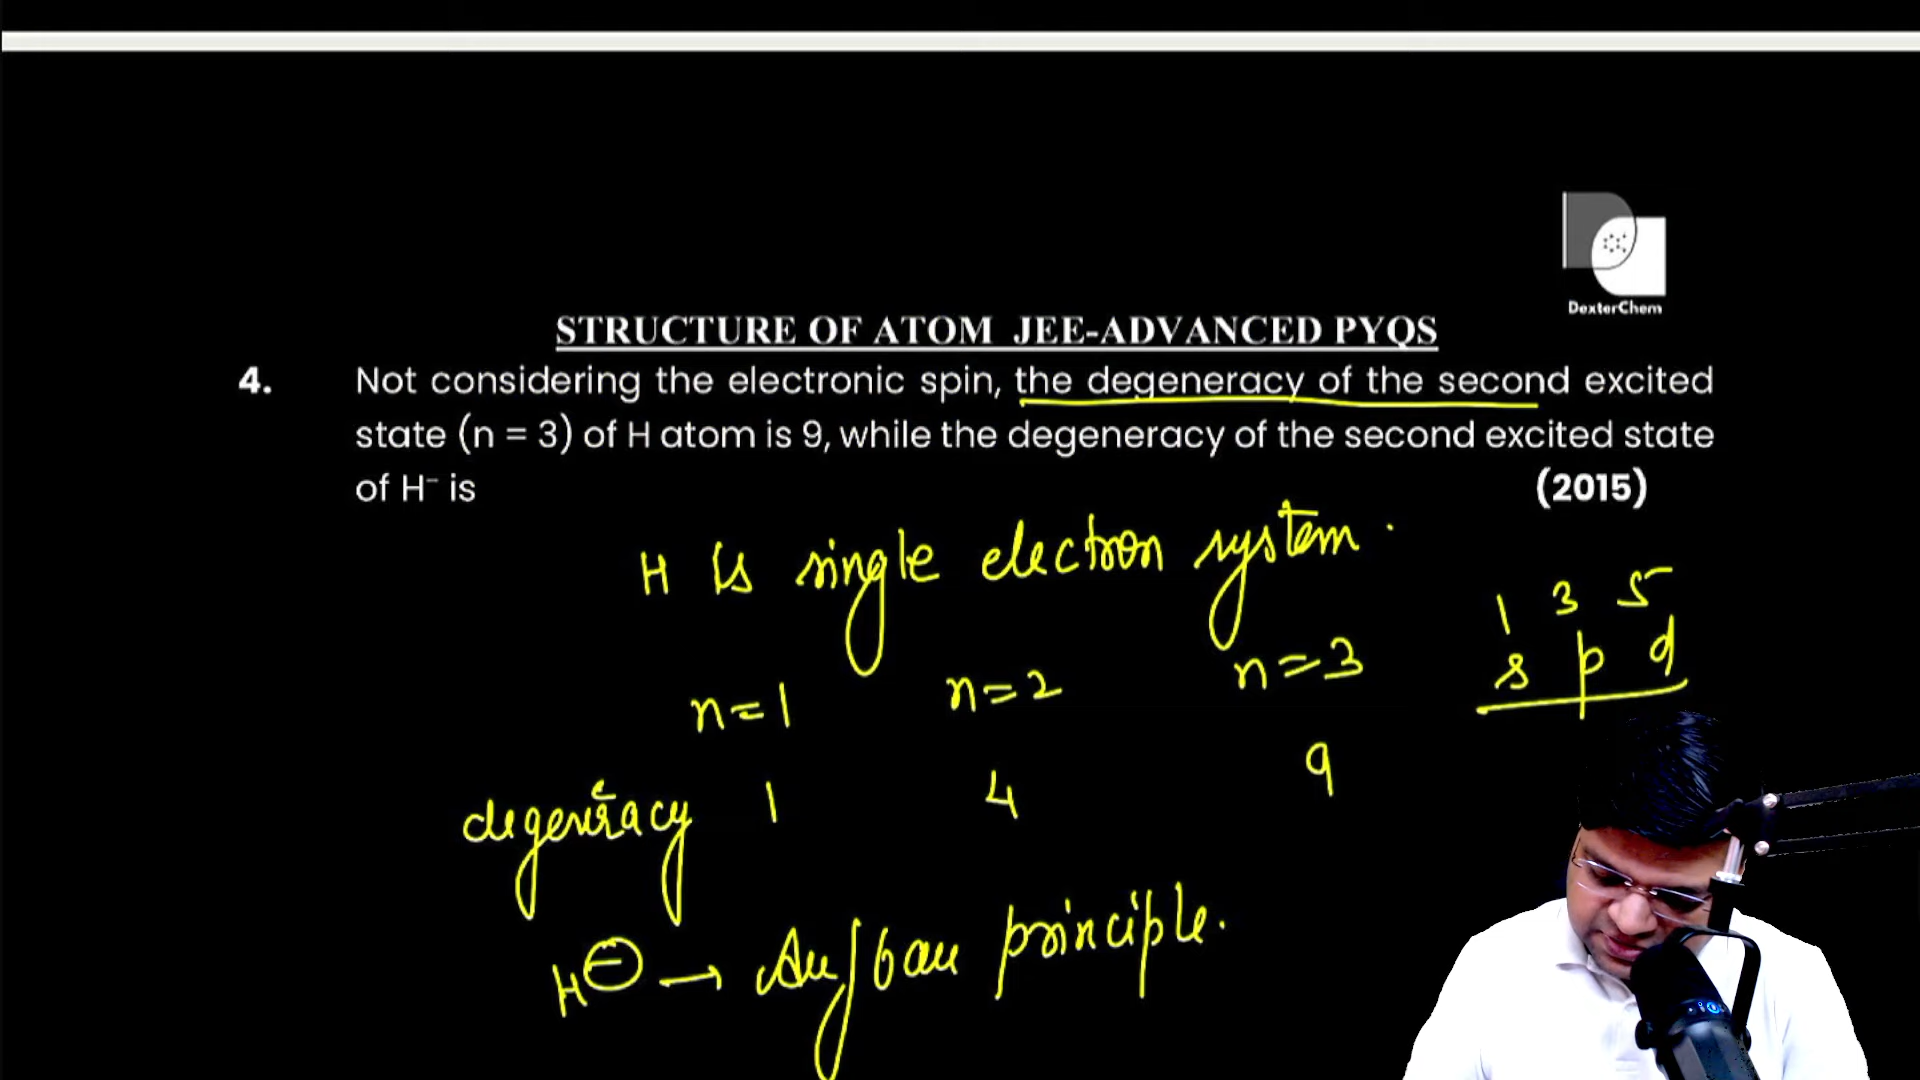 DexterChem
STRUCTURE OF ATOM JEE-ADVANCED PYQS
4. Not considering the electronic spin, the degeneracy of the second excited
state (n = 3) of H atom is 9, while the degeneracy of the second excited state
of H⁻ is (2015)
H is single electron system.
1 3 5
s p d
n=1 n=2 n=3
degeneracy 1 4 9
H⊖ → Aufbau principle.